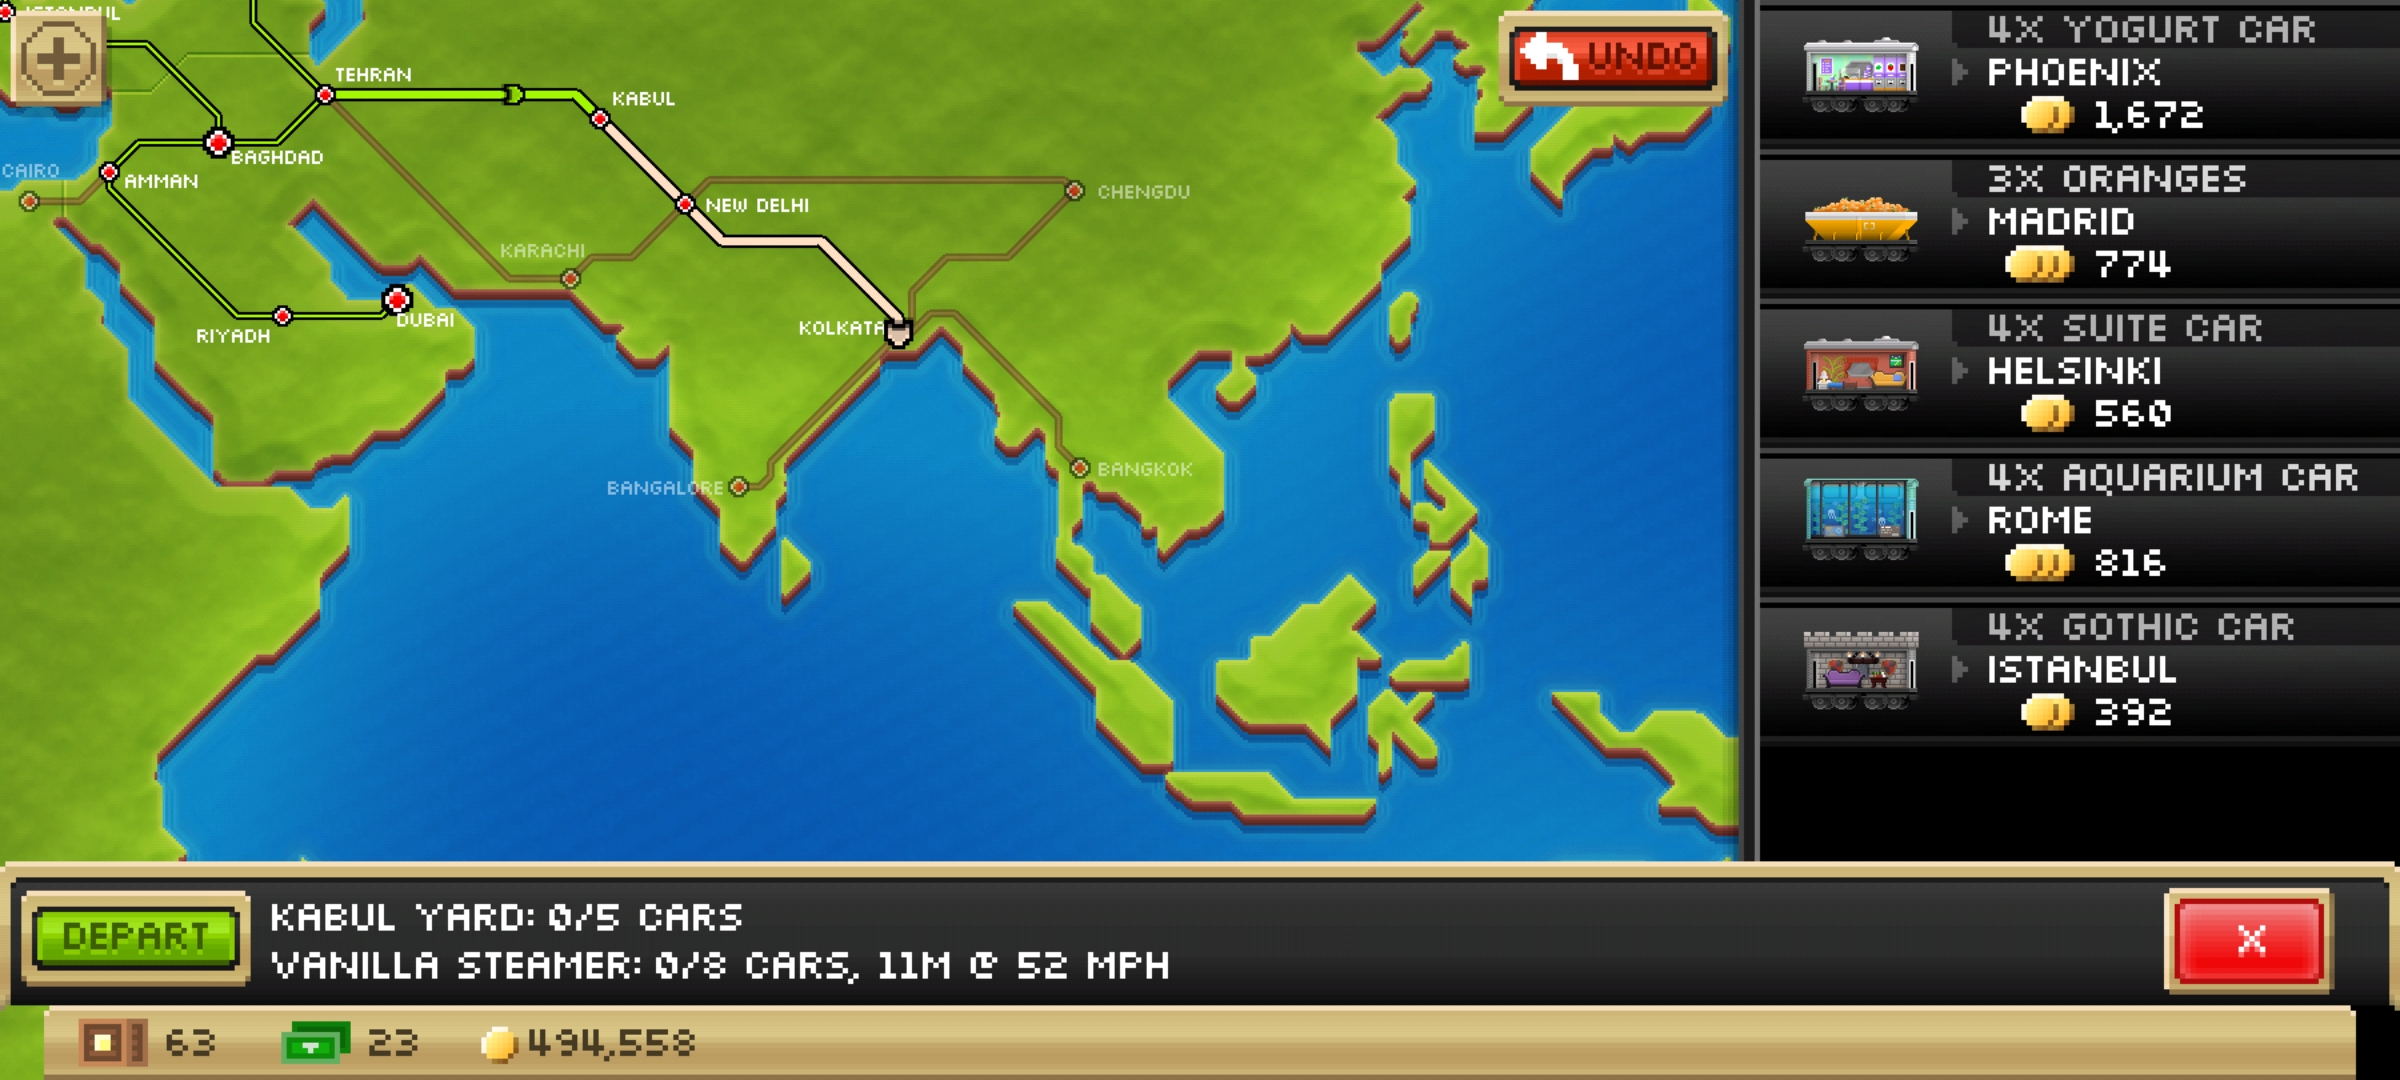 ISTANBUL
UNDO
TEHRAN
KABUL
BAGHDAD
CAIRO
AMMAN
NEW DELHI
CHENGDU
KARACHI
RIYADH
DUBAI
KOLKATA
BANGALORE
BANGKOK
4X YOGURT CAR
PHOENIX
1,672
3X ORANGES
MADRID
774
4X SUITE CAR
HELSINKI
560
4X AQUARIUM CAR
ROME
816
4X GOTHIC CAR
ISTANBUL
392
DEPART
KABUL YARD: 0/5 CARS
VANILLA STEAMER: 0/8 CARS, 11M @ 52 MPH
X
63
23
494,558